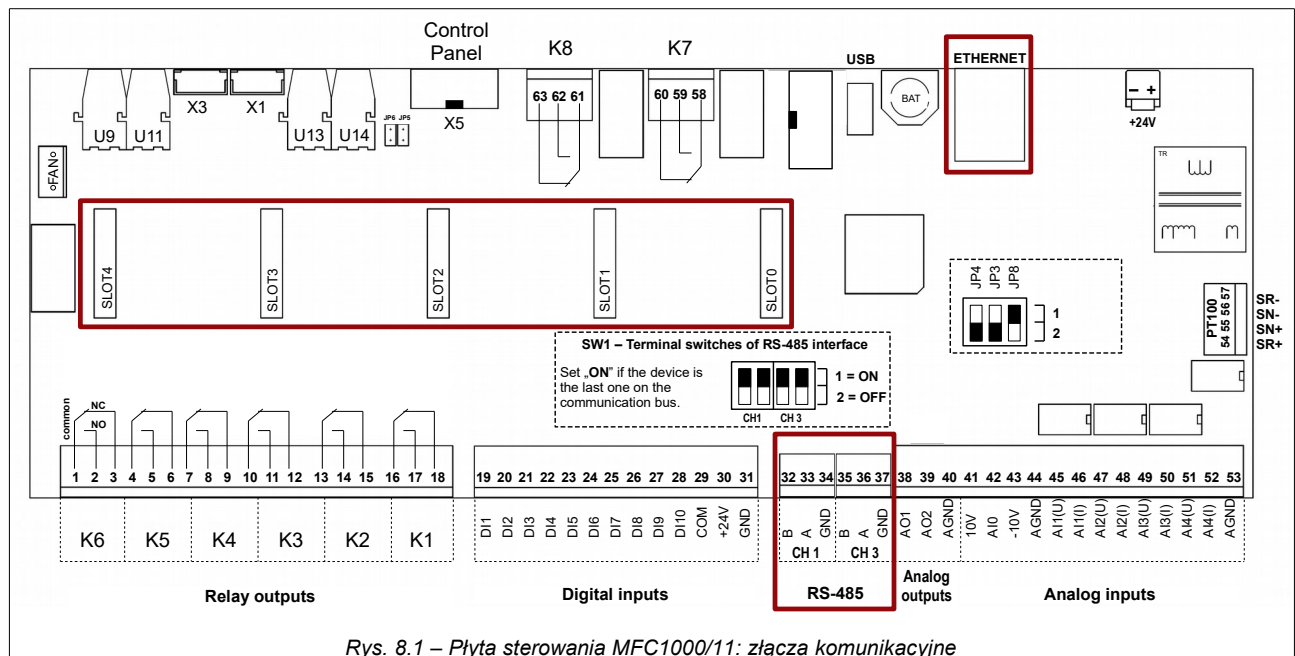 Control
Panel
K8
K7
USB
ETHERNET
X3
X1
X5
JP6 JP5
63 62 61
60 59 58
BAT
- +
+24V
U9
U11
U13
U14
FAN
TR
SLOT4
SLOT3
SLOT2
SLOT1
SLOT0
JP4
JP3
JP8
1
2
PT100
54 55 56 57
SR-
SN-
SN+
SR+
SW1 – Terminal switches of RS-485 interface
Set „ON” if the device is
the last one on the
communication bus.
1 = ON
2 = OFF
CH1
CH 3
common
NC
NO
1 2 3 4 5 6 7 8 9 10 11 12 13 14 15 16 17 18
19 20 21 22 23 24 25 26 27 28 29 30 31
32 33 34 35 36 37 38 39 40 41 42 43 44 45 46 47 48 49 50 51 52 53
K6
K5
K4
K3
K2
K1
DI1
DI2
DI3
DI4
DI5
DI6
DI7
DI8
DI9
DI10
COM
+24V
GND
B
A
GND
B
A
GND
CH 1
CH 3
AO1
AO2
AGND
10V
AI0
-10V
AGND
AI1(U)
AI1(I)
AI2(U)
AI2(I)
AI3(U)
AI3(I)
AI4(U)
AI4(I)
AGND
Relay outputs
Digital inputs
RS-485
Analog
outputs
Analog inputs
Rys. 8.1 – Płyta sterowania MFC1000/11: złącza komunikacyjne